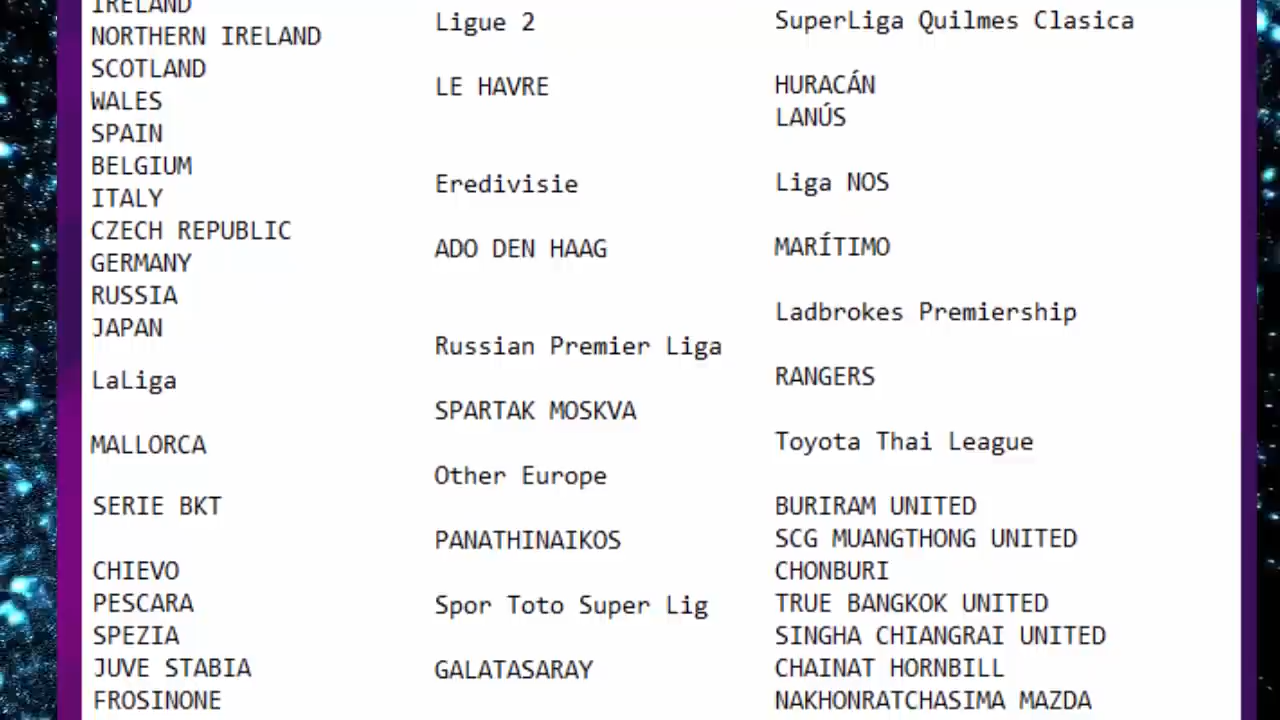 IRELAND
NORTHERN IRELAND
SCOTLAND
WALES
SPAIN
BELGIUM
ITALY
CZECH REPUBLIC
GERMANY
RUSSIA
JAPAN
LaLiga
MALLORCA
SERIE BKT
CHIEVO
PESCARA
SPEZIA
JUVE STABIA
FROSINONE
Ligue 2
LE HAVRE
Eredivisie
ADO DEN HAAG
Russian Premier Liga
SPARTAK MOSKVA
Other Europe
PANATHINAIKOS
Spor Toto Super Lig
GALATASARAY
SuperLiga Quilmes Clasica
HURACÁN
LANÚS
Liga NOS
MARÍTIMO
Ladbrokes Premiership
RANGERS
Toyota Thai League
BURIRAM UNITED
SCG MUANGTHONG UNITED
CHONBURI
TRUE BANGKOK UNITED
SINGHA CHIANGRAI UNITED
CHAINAT HORNBILL
NAKHONRATCHASIMA MAZDA